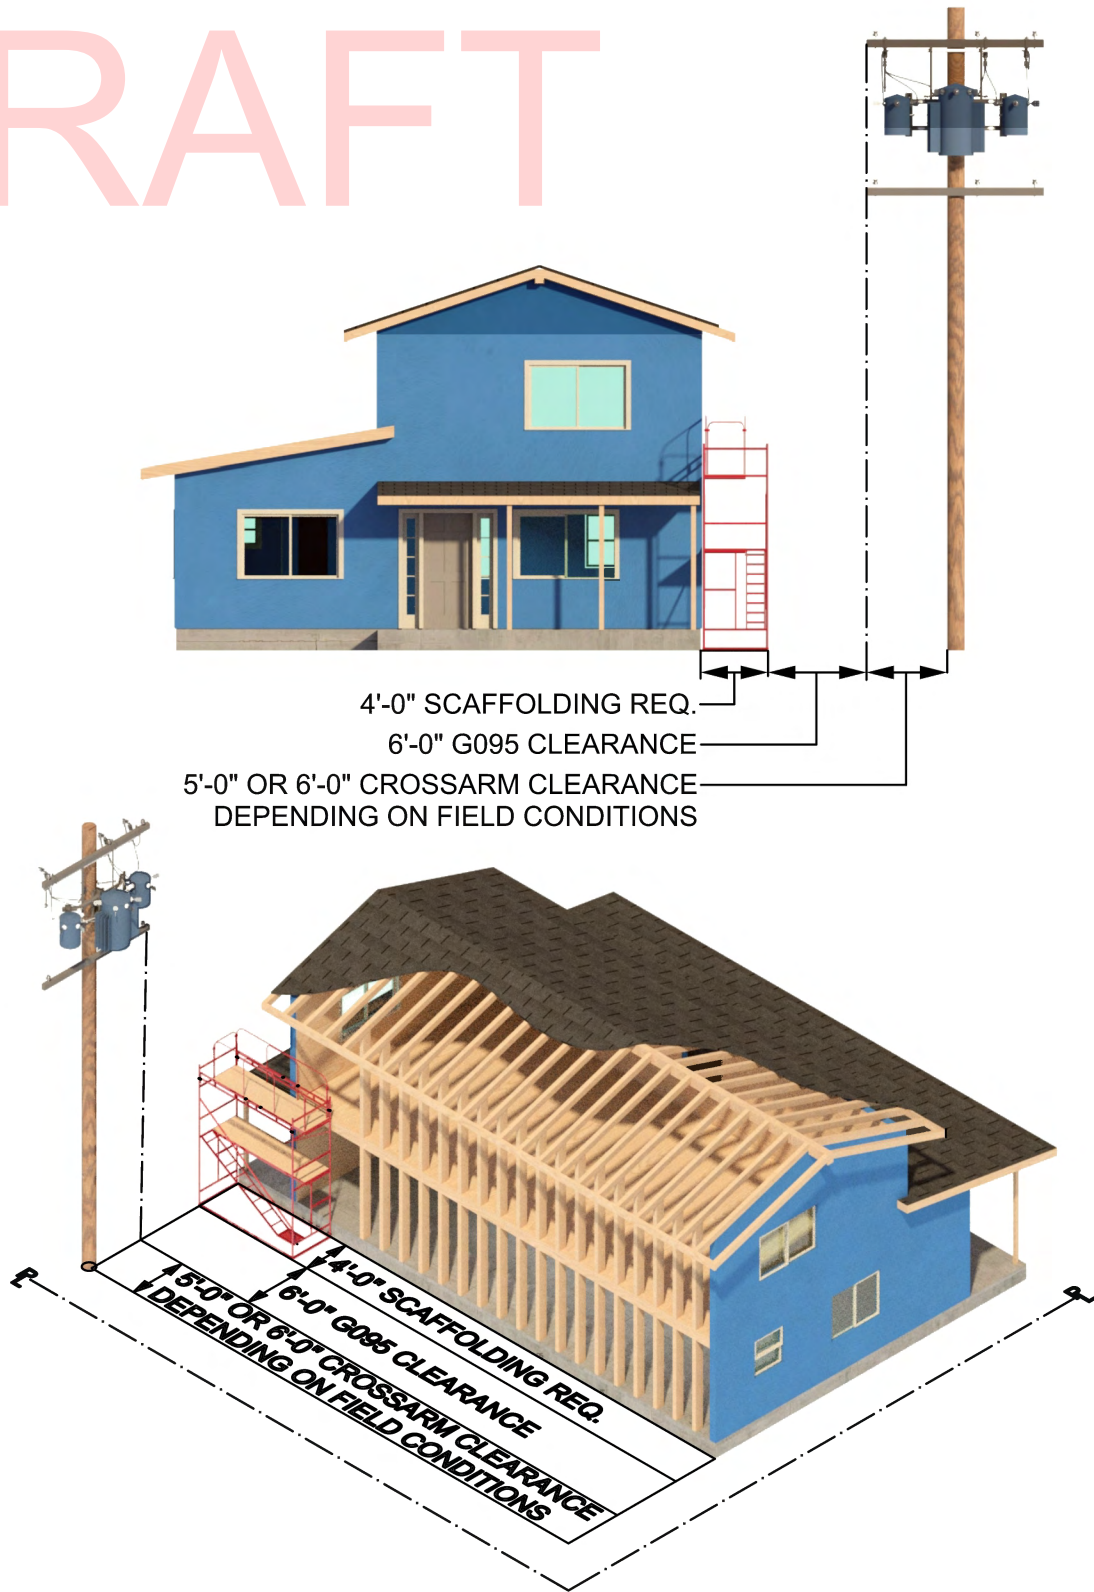 RAFT
4'-0" SCAFFOLDING REQ.
6'-0" G095 CLEARANCE
5'-0" OR 6'-0" CROSSARM CLEARANCE
DEPENDING ON FIELD CONDITIONS
PL
PL
4'-0" SCAFFOLDING REQ.
6'-0" G095 CLEARANCE
5'-0" OR 6'-0" CROSSARM CLEARANCE
DEPENDING ON FIELD CONDITIONS